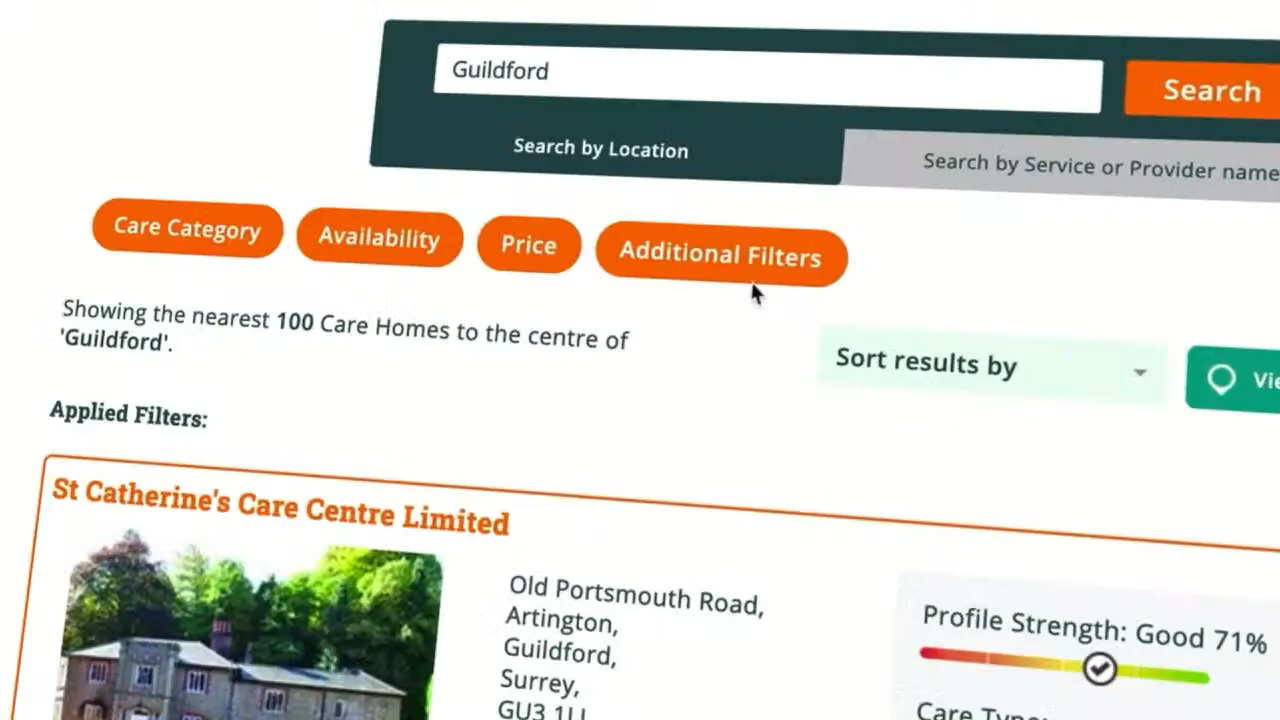 Guildford
Search
Search by Location
Search by Service or Provider name
Care Category
Availability
Price
Additional Filters
Showing the nearest 100 Care Homes to the centre of
'Guildford'.
Sort results by
Applied Filters:
St Catherine's Care Centre Limited
Old Portsmouth Road,
Artington,
Guildford,
Surrey,
GU3 1LJ
Profile Strength: Good 71%